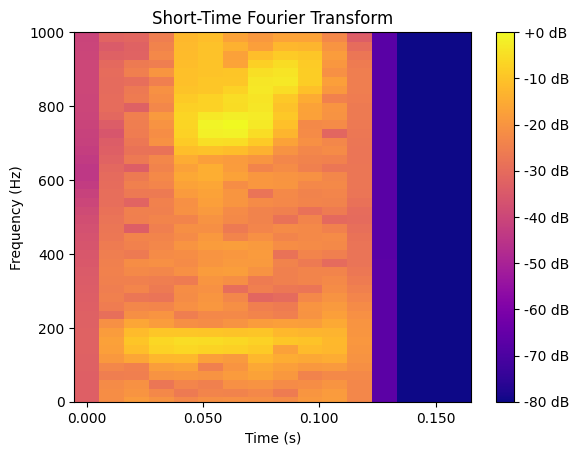 Short-Time Fourier Transform
1000
800
600
400
200
0
Frequency (Hz)
0.000
0.050
0.100
0.150
Time (s)
+0 dB
-10 dB
-20 dB
-30 dB
-40 dB
-50 dB
-60 dB
-70 dB
-80 dB